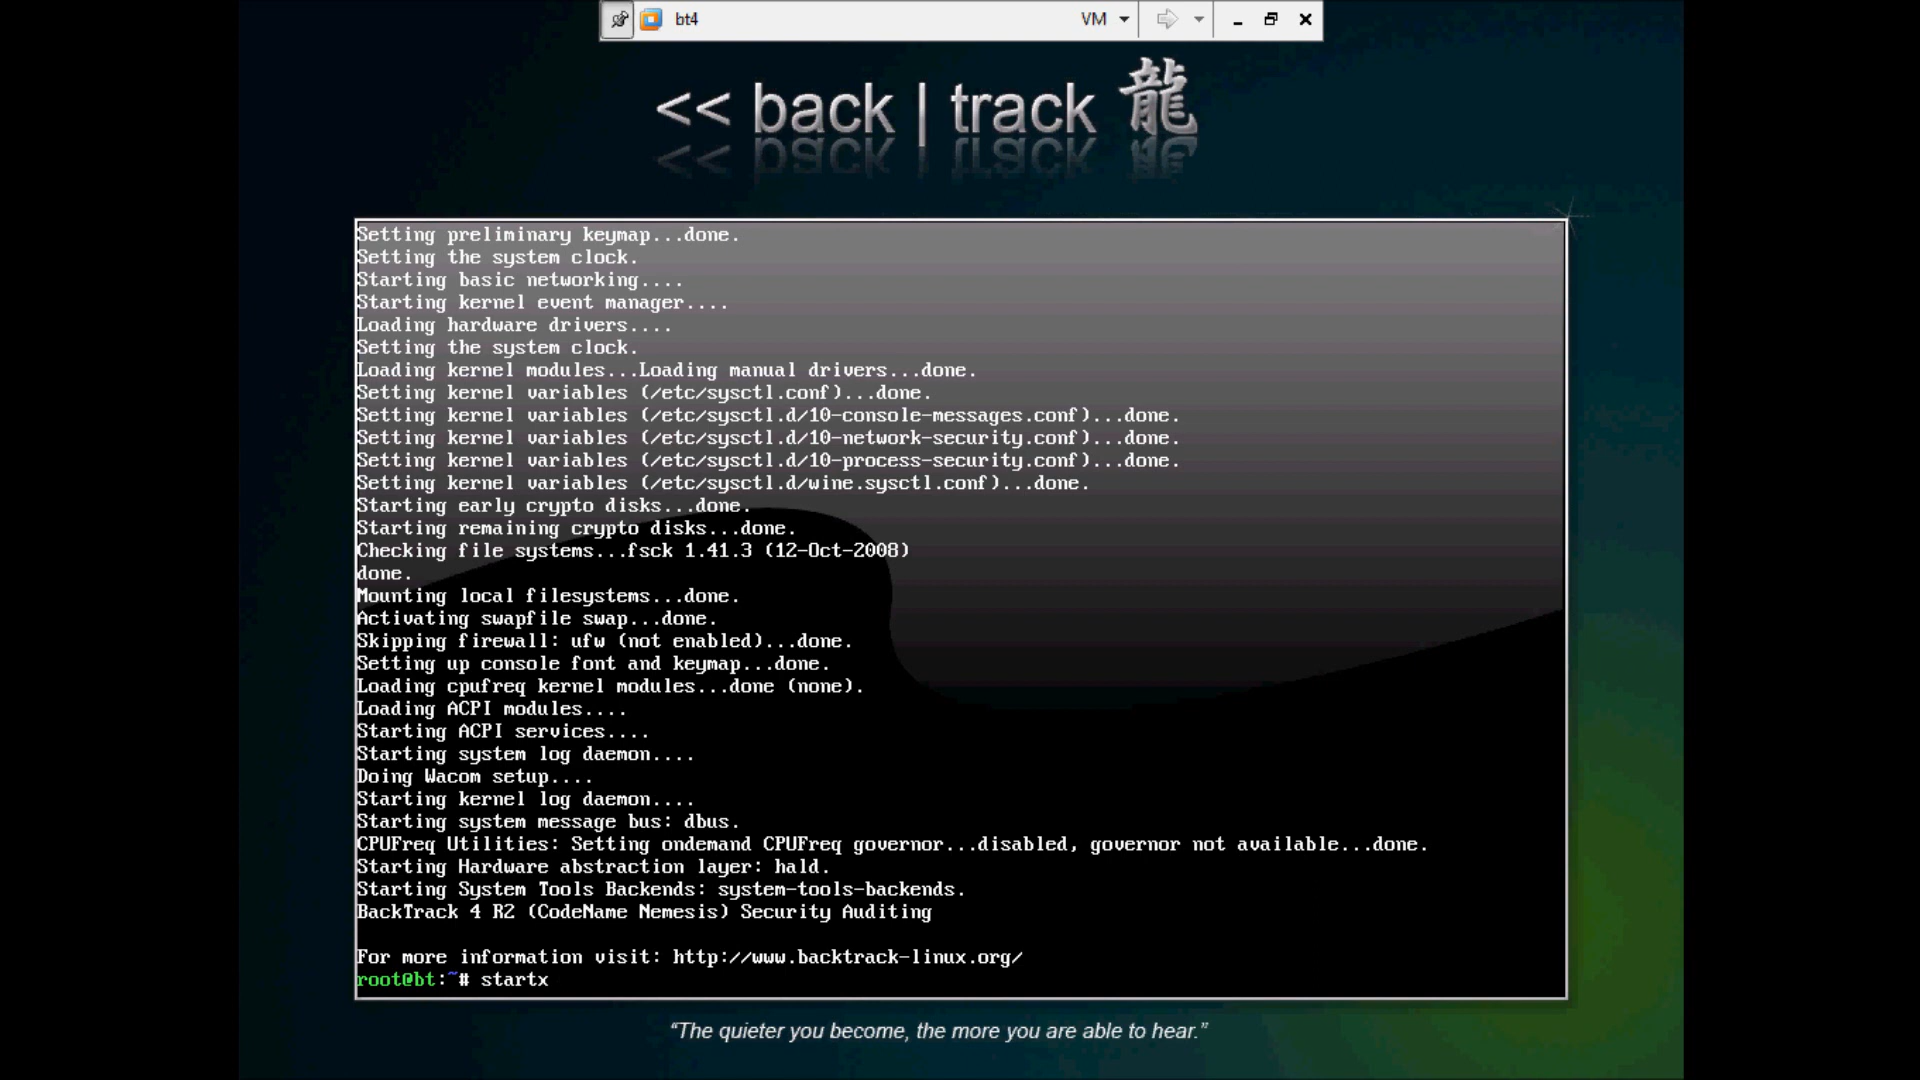 bt4
VM
<< back | track 龍
Setting preliminary keymap...done.
Setting the system clock.
Starting basic networking....
Starting kernel event manager....
Loading hardware drivers....
Setting the system clock.
Loading kernel modules...Loading manual drivers...done.
Setting kernel variables (/etc/sysctl.conf)...done.
Setting kernel variables (/etc/sysctl.d/10-console-messages.conf)...done.
Setting kernel variables (/etc/sysctl.d/10-network-security.conf)...done.
Setting kernel variables (/etc/sysctl.d/10-process-security.conf)...done.
Setting kernel variables (/etc/sysctl.d/wine.sysctl.conf)...done.
Starting early crypto disks...done.
Starting remaining crypto disks...done.
Checking file systems...fsck 1.41.3 (12-Oct-2008)
done.
Mounting local filesystems...done.
Activating swapfile swap...done.
Skipping firewall: ufw (not enabled)...done.
Setting up console font and keymap...done.
Loading cpufreq kernel modules...done (none).
Loading ACPI modules....
Starting ACPI services....
Starting system log daemon....
Doing Wacom setup....
Starting kernel log daemon....
Starting system message bus: dbus.
CPUFreq Utilities: Setting ondemand CPUFreq governor...disabled, governor not available...done.
Starting Hardware abstraction layer: hald.
Starting System Tools Backends: system-tools-backends.
BackTrack 4 R2 (CodeName Nemesis) Security Auditing
For more information visit: http://www.backtrack-linux.org/
root@bt:~# startx
“The quieter you become, the more you are able to hear.”